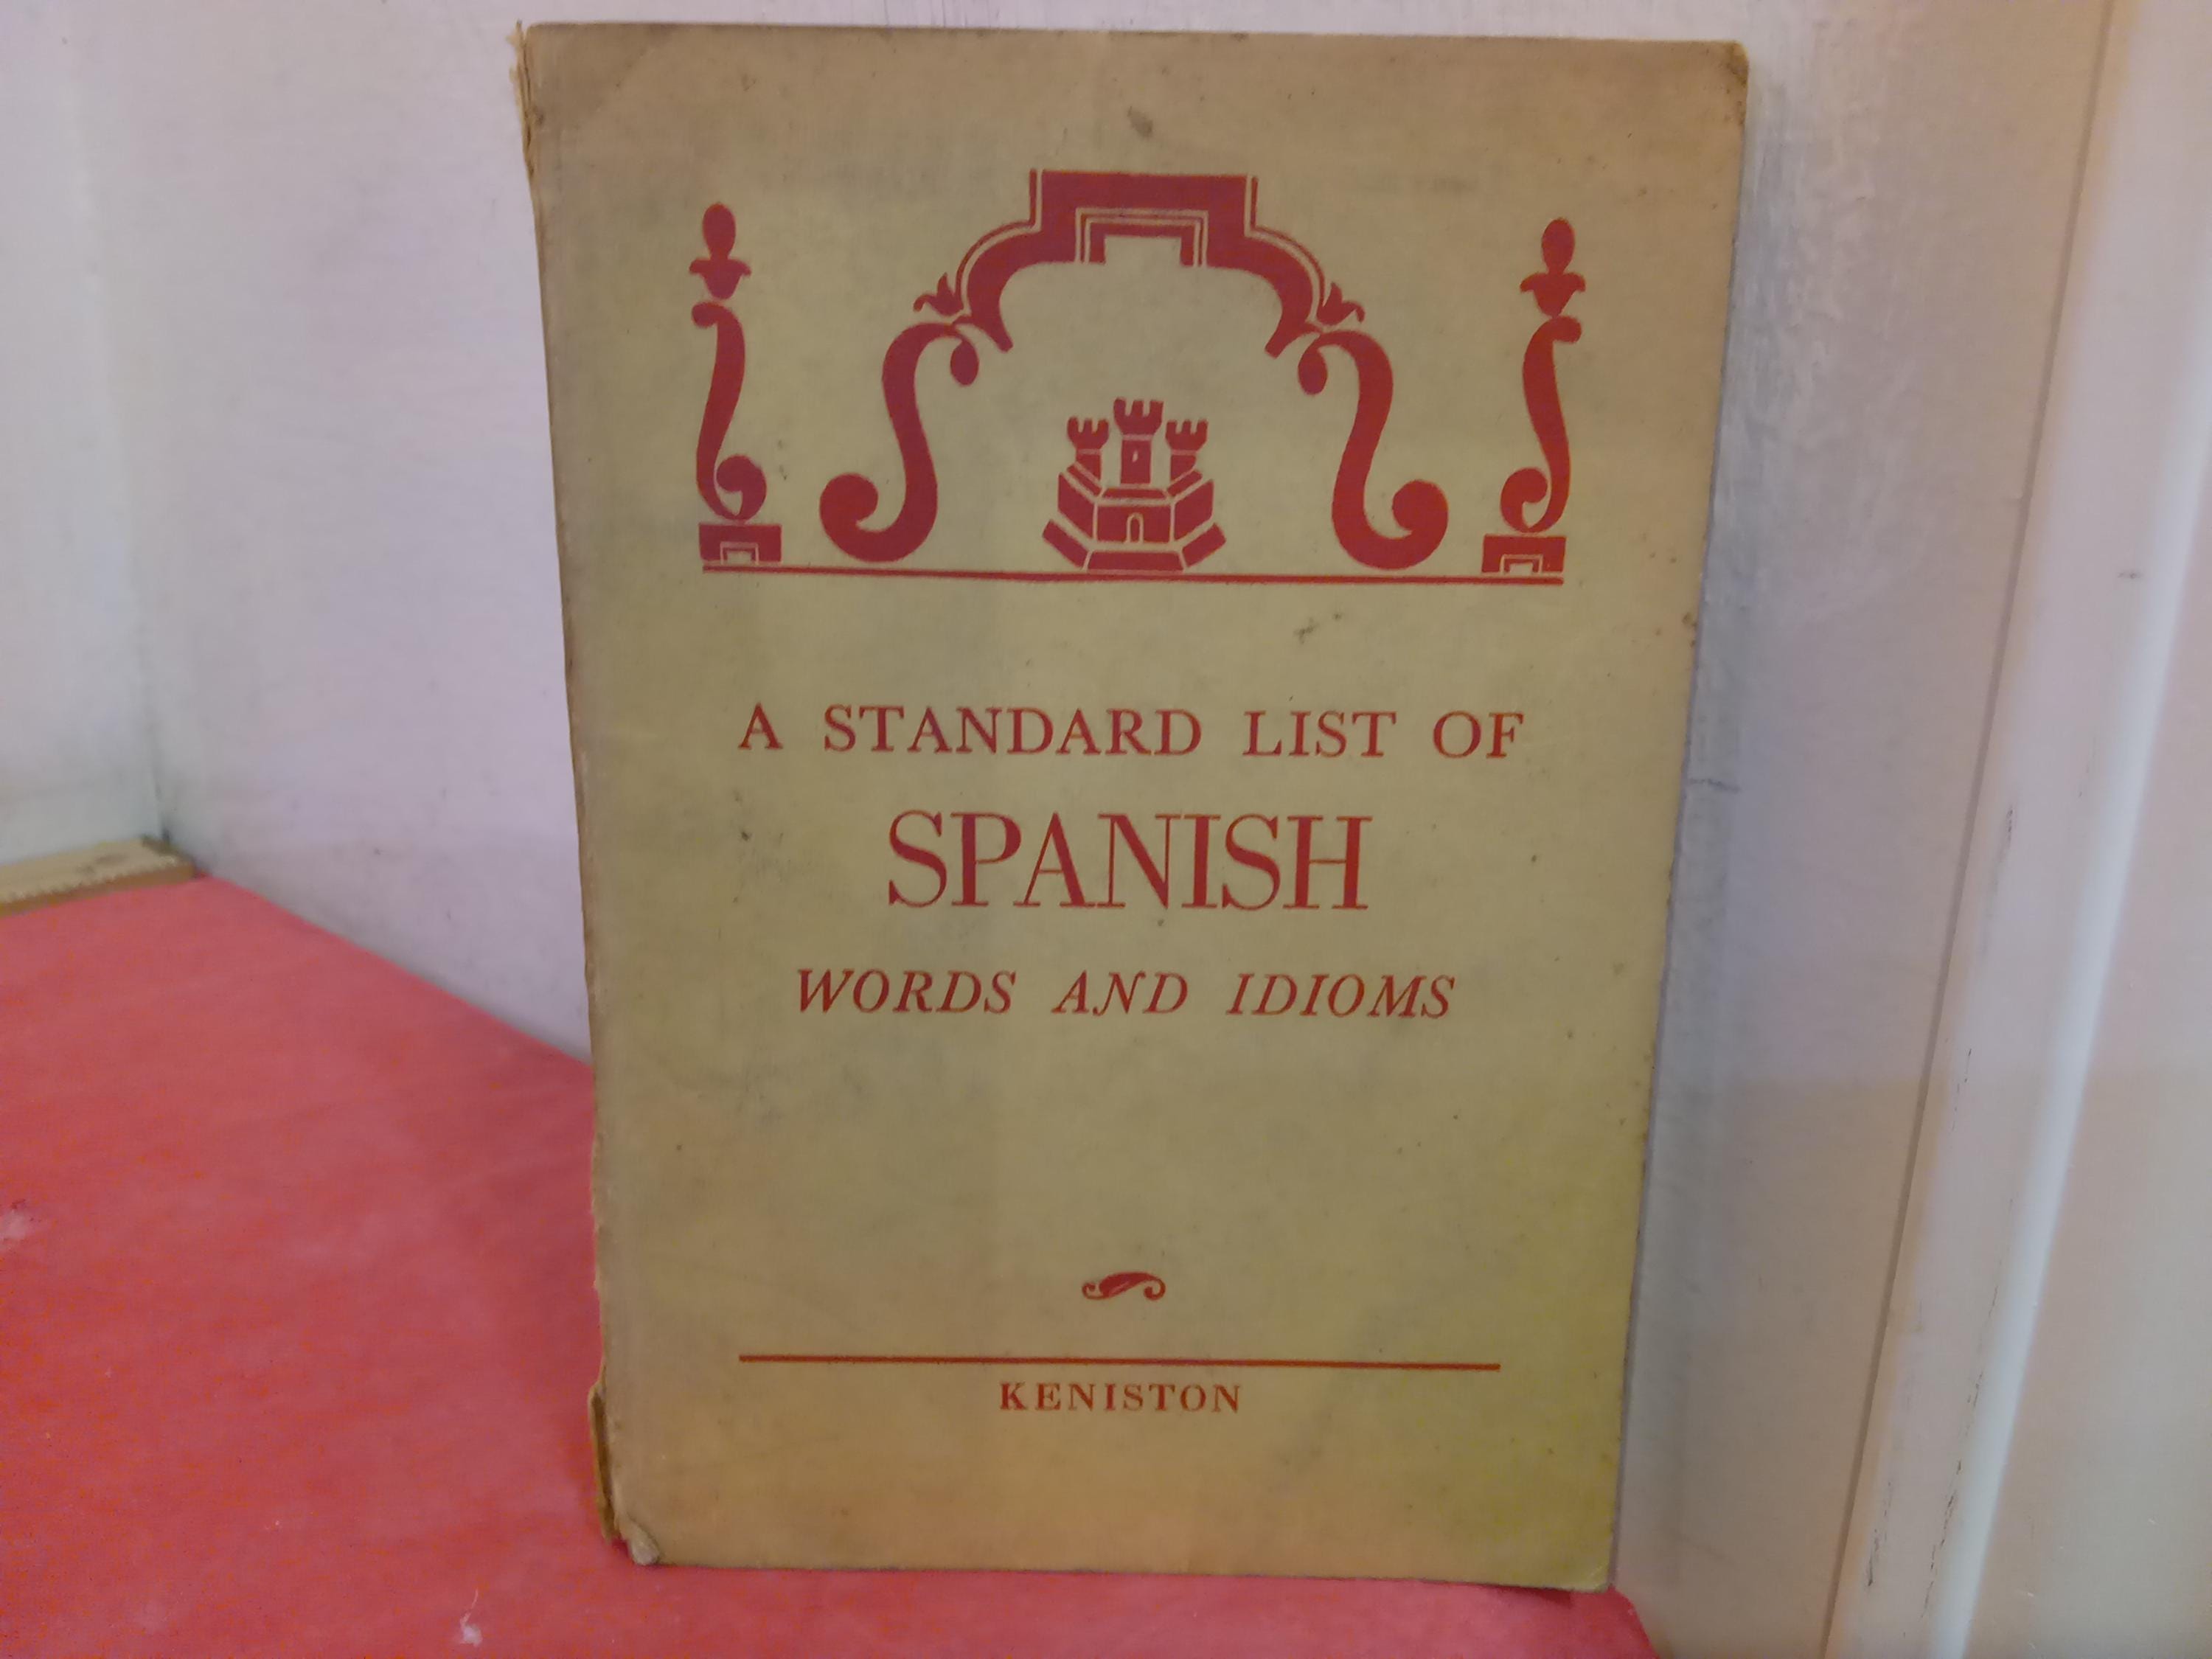 A STANDARD LIST OF
SPANISH
WORDS AND IDIOMS
KENISTON